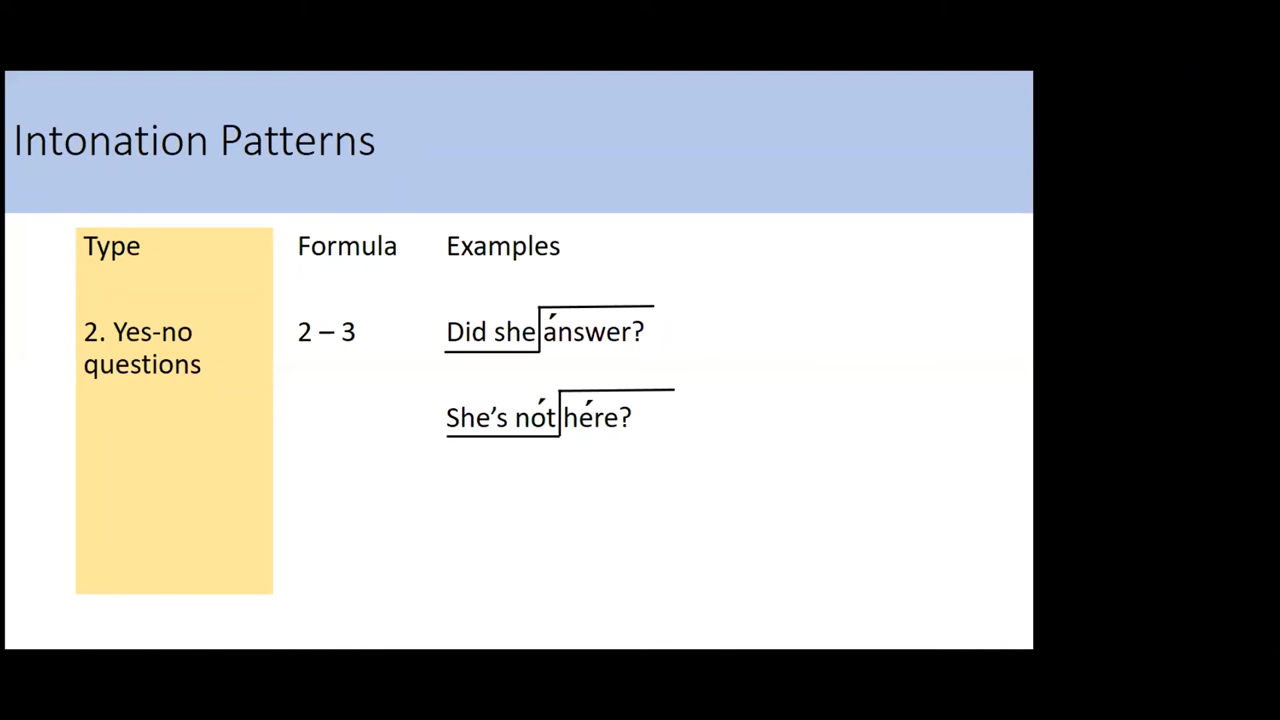 Intonation Patterns
Type Formula Examples
2. Yes-no 2 – 3 Did she ánswer?
questions
She’s nót hére?